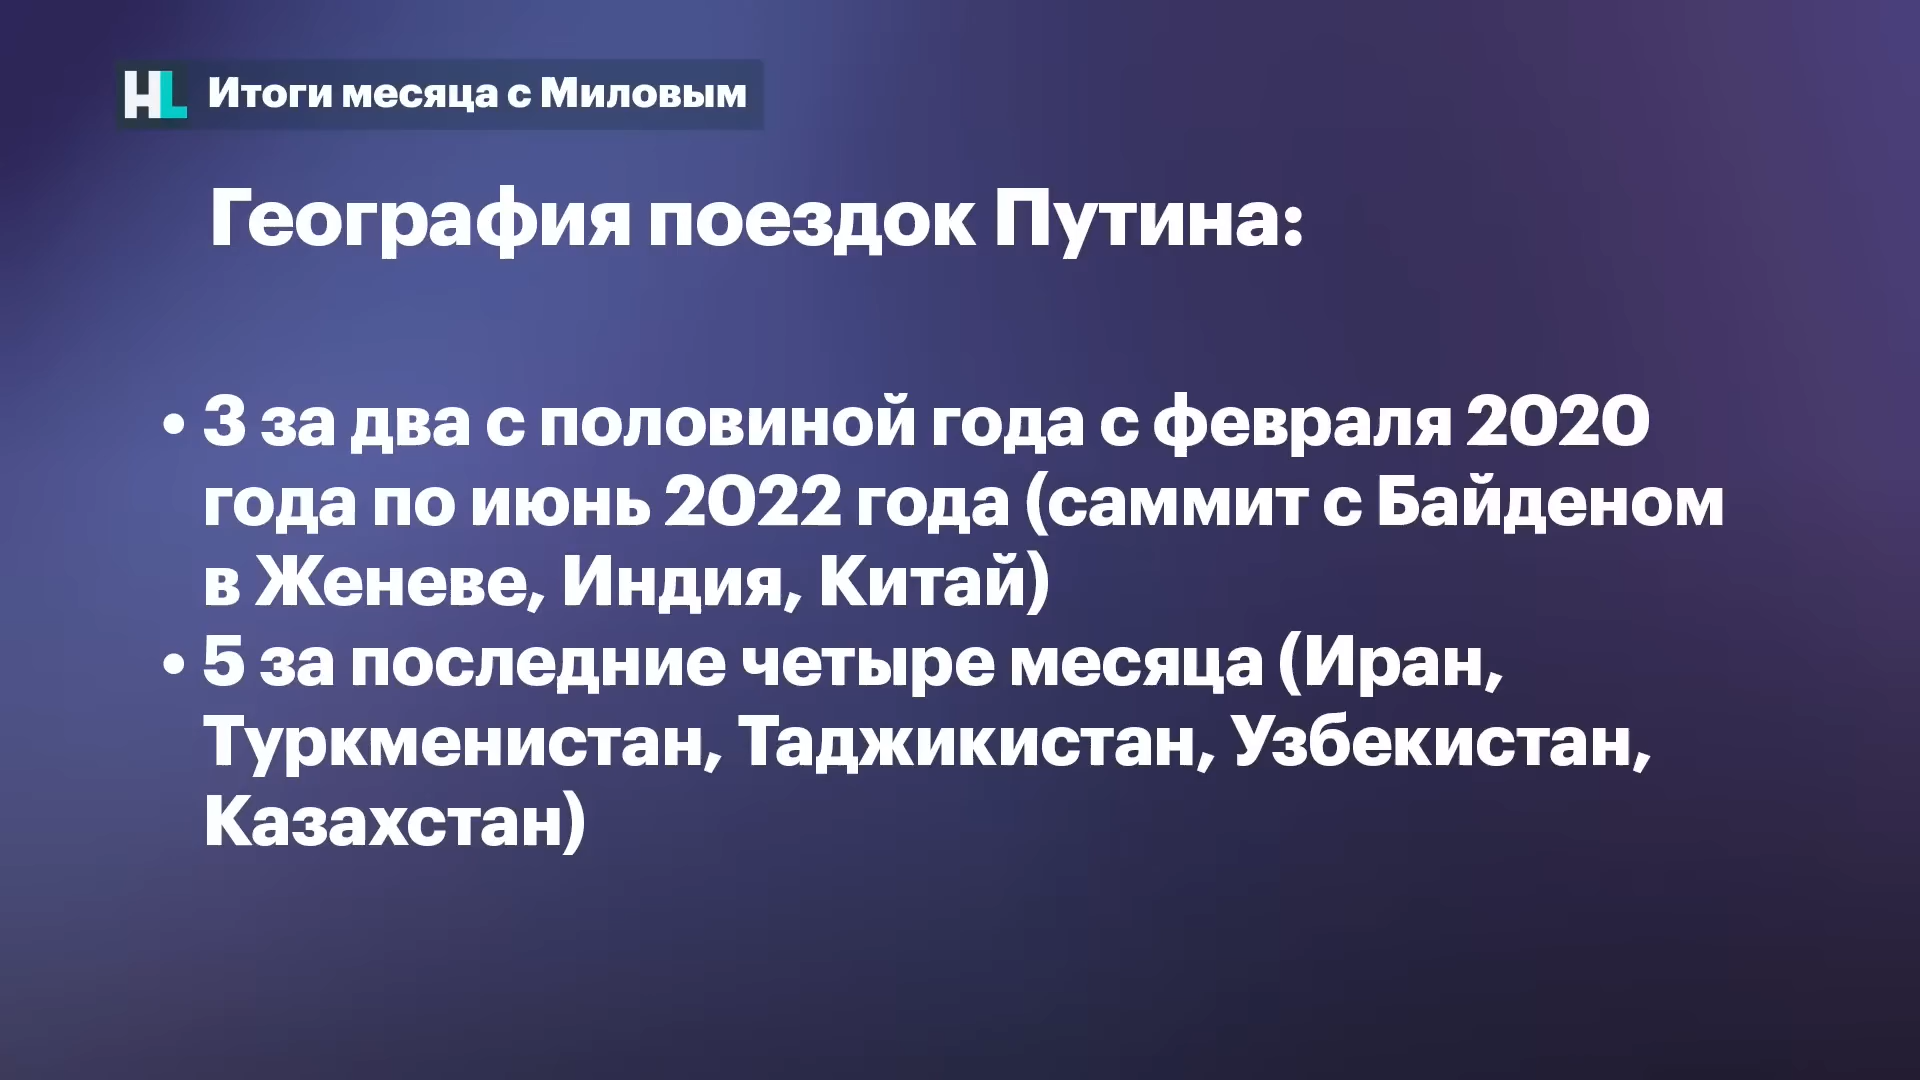 HL Итоги месяца с Миловым
География поездок Путина:
• 3 за два с половиной года с февраля 2020
года по июнь 2022 года (саммит с Байденом
в Женеве, Индия, Китай)
• 5 за последние четыре месяца (Иран,
Туркменистан, Таджикистан, Узбекистан,
Казахстан)